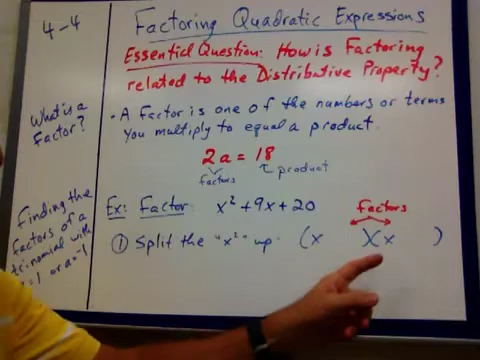 4-4
Factoring Quadratic Expressions
Essential Question: How is Factoring
related to the Distributive Property?
What is a
Factor?
• A Factor is one of the numbers or terms
You multiply to equal a product.
2a = 18
factors product
Finding the
factors of a
trinomial with
=1 or a=-1
Ex: Factor: x² + 9x + 20
Factors
① Split the "x²" up: (x )(x )